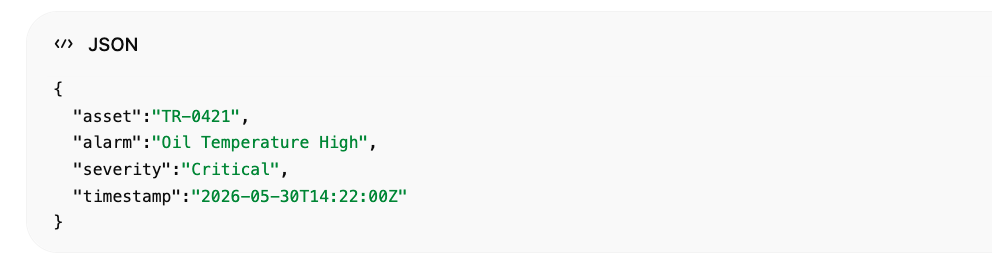 JSON
{
  "asset":"TR-0421",
  "alarm":"Oil Temperature High",
  "severity":"Critical",
  "timestamp":"2026-05-30T14:22:00Z"
}